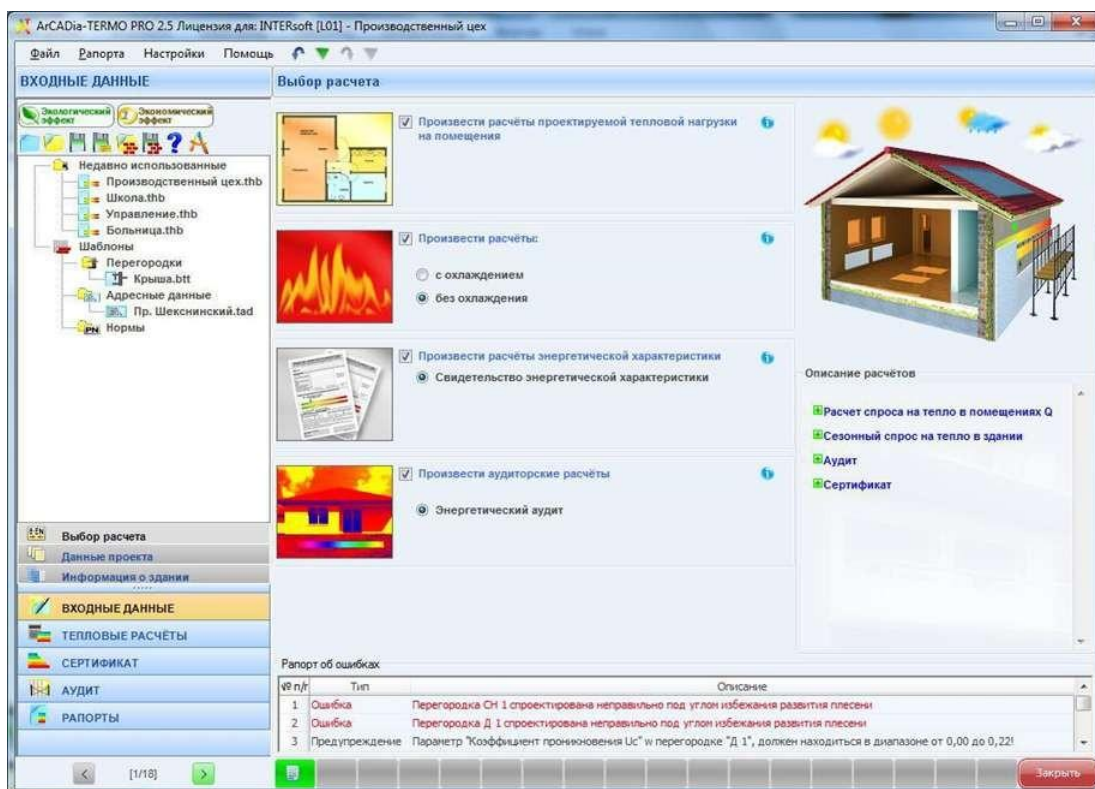 ArCADia-TERMO PRO 2.5 Лицензия для: INTERsoft [L01] - Производственный цех
Файл Рапорта Настройки Помощь
ВХОДНЫЕ ДАННЫЕ
Экологический эффект
Экономический эффект
Недавно использованные
Производственный цех.thb
Школа.thb
Управление.thb
Больница.thb
Шаблоны
Перегородки
Крыша.btt
Адресные данные
Пр. Шекснинский.tad
PN Нормы
Выбор расчета
Данные проекта
Информация о здании
ВХОДНЫЕ ДАННЫЕ
ТЕПЛОВЫЕ РАСЧЁТЫ
СЕРТИФИКАТ
АУДИТ
РАПОРТЫ
[1/18]
Выбор расчета
Произвести расчёты проектируемой тепловой нагрузки
на помещения
Произвести расчёты:
с охлаждением
без охлаждения
Произвести расчёты энергетической характеристики
Свидетельство энергетической характеристики
Произвести аудиторские расчёты
Энергетический аудит
Описание расчётов
Расчет спроса на тепло в помещениях Q
Сезонный спрос на тепло в здании
Аудит
Сертификат
Рапорт об ошибках
№ п/г Тип Описание
1 Ошибка Перегородка СН 1 спроектирована неправильно под углом избежания развития плесени
2 Ошибка Перегородка Д 1 спроектирована неправильно под углом избежания развития плесени
3 Предупреждение Параметр "Коэффициент проникновения Uc" w перегородке "Д 1", должен находиться в диапазоне от 0,00 до 0,22!
Закрыть